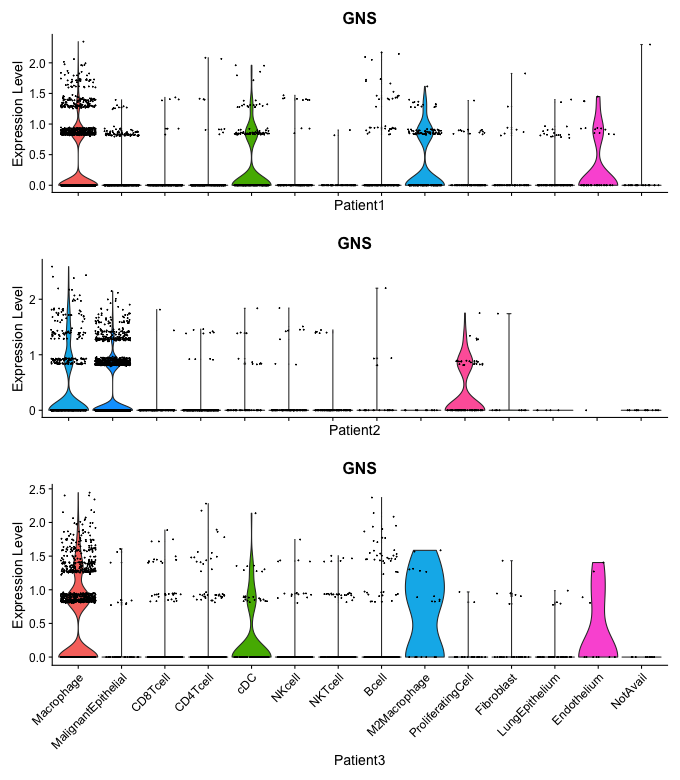 GNS
Expression Level
2.0
1.5
1.0
0.5
0.0
Patient1
GNS
Expression Level
2
1
0
Patient2
GNS
Expression Level
2.5
2.0
1.5
1.0
0.5
0.0
Macrophage
MalignantEpithelial
CD8Tcell
CD4Tcell
cDC
NKcell
NKTcell
Bcell
M2Macrophage
ProliferatingCell
Fibroblast
LungEpithelium
Endothelium
NotAvail
Patient3